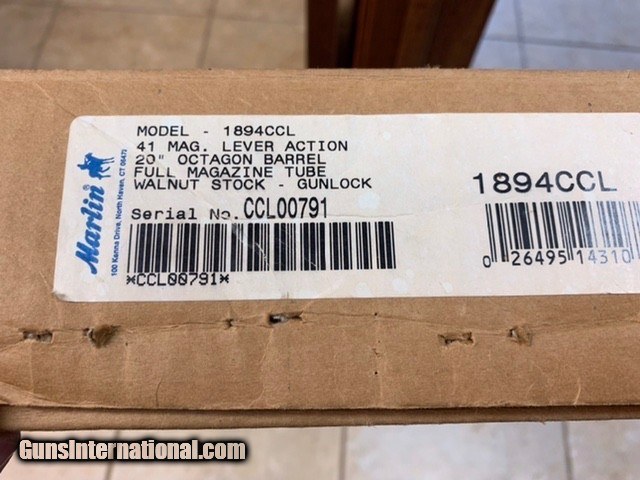 MODEL - 1894CCL
41 MAG. LEVER ACTION
20" OCTAGON BARREL
FULL MAGAZINE TUBE
WALNUT STOCK - GUNLOCK
Serial No. CCL00791
*CCL00791*
Marlin
100 Kenna Drive, North Haven, CT 06473
1894CCL
0 26495 14310
GunsInternational.com